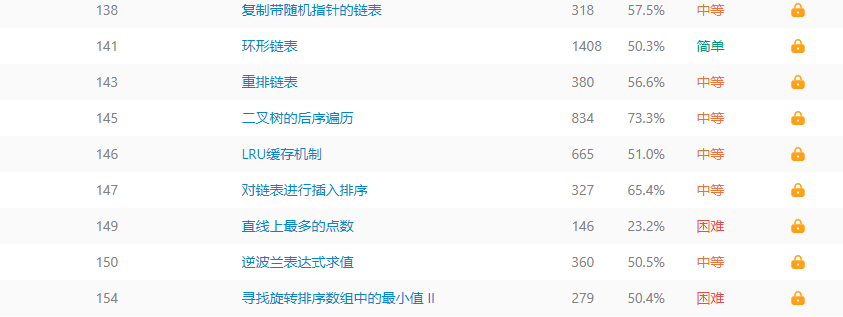 138 复制带随机指针的链表 318 57.5% 中等
141 环形链表 1408 50.3% 简单
143 重排链表 380 56.6% 中等
145 二叉树的后序遍历 834 73.3% 中等
146 LRU缓存机制 665 51.0% 中等
147 对链表进行插入排序 327 65.4% 中等
149 直线上最多的点数 146 23.2% 困难
150 逆波兰表达式求值 360 50.5% 中等
154 寻找旋转排序数组中的最小值 II 279 50.4% 困难